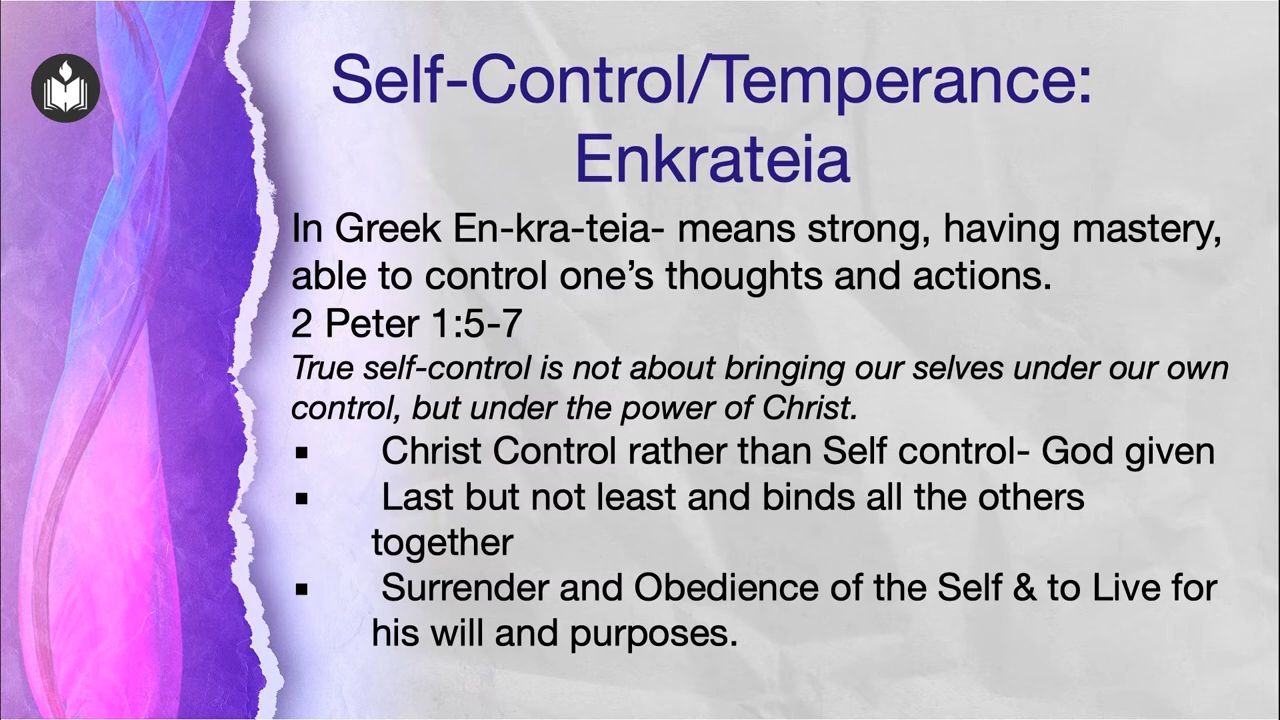 Self-Control/Temperance:
Enkrateia
In Greek En-kra-teia- means strong, having mastery,
able to control one’s thoughts and actions.
2 Peter 1:5-7
True self-control is not about bringing our selves under our own
control, but under the power of Christ.
▪ Christ Control rather than Self control- God given
▪ Last but not least and binds all the others
together
▪ Surrender and Obedience of the Self & to Live for
his will and purposes.